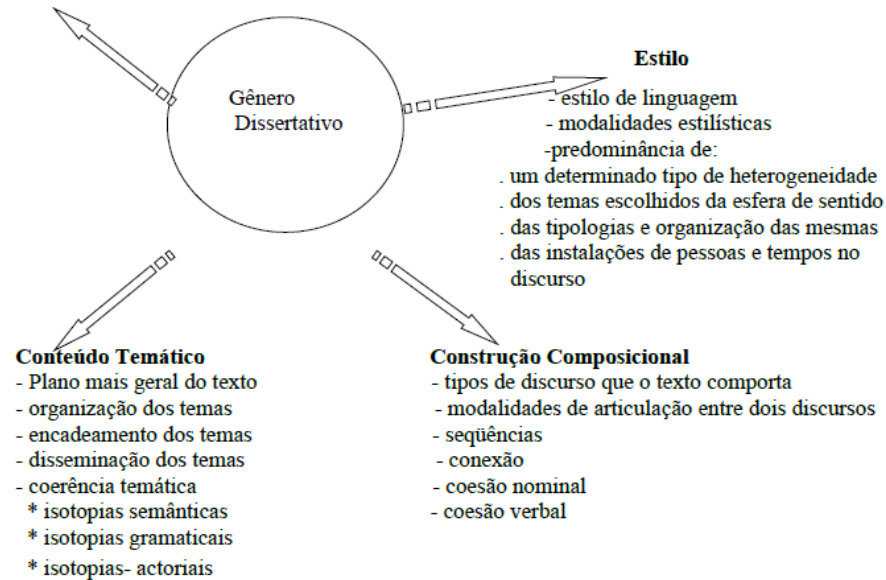 Gênero
Dissertativo
Estilo
- estilo de linguagem
- modalidades estilísticas
-predominância de:
. um determinado tipo de heterogeneidade
. dos temas escolhidos da esfera de sentido
. das tipologias e organização das mesmas
. das instalações de pessoas e tempos no
discurso
Conteúdo Temático
- Plano mais geral do texto
- organização dos temas
- encadeamento dos temas
- disseminação dos temas
- coerência temática
* isotopias semânticas
* isotopias gramaticais
* isotopias- actoriais
Construção Composicional
- tipos de discurso que o texto comporta
- modalidades de articulação entre dois discursos
- seqüências
- conexão
- coesão nominal
- coesão verbal